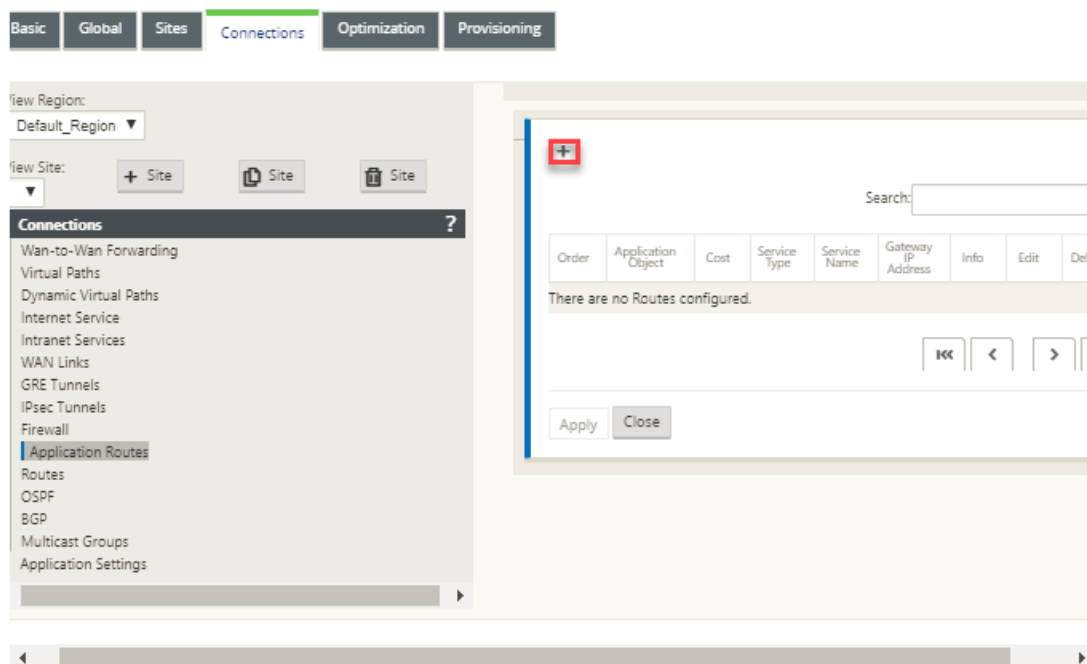 Basic Global Sites Connections Optimization Provisioning
View Region:
Default_Region ▼
View Site:
▼ + Site Site Site
Connections ?
Wan-to-Wan Forwarding
Virtual Paths
Dynamic Virtual Paths
Internet Service
Intranet Services
WAN Links
GRE Tunnels
IPsec Tunnels
Firewall
Application Routes
Routes
OSPF
BGP
Multicast Groups
Application Settings
+
Search:
Order Application Object Cost Service Type Service Name Gateway IP Address Info Edit Del
There are no Routes configured.
Apply Close